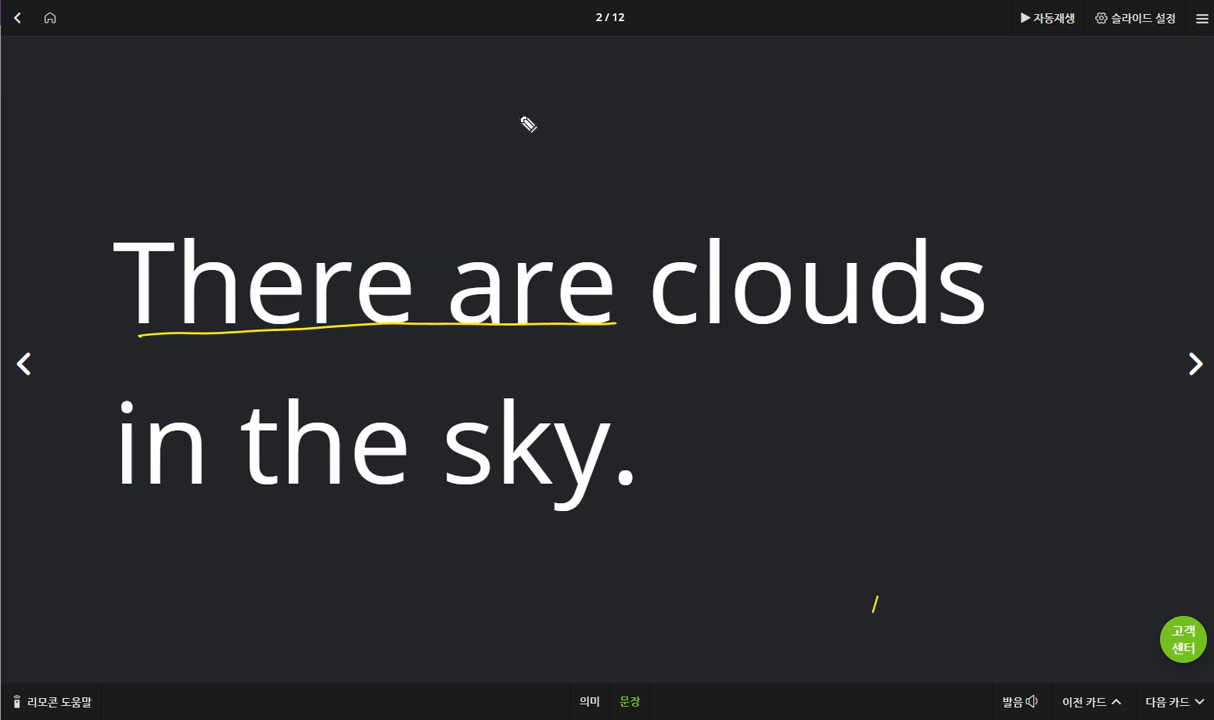 2 / 12
자동재생
슬라이드 설정
There are clouds
in the sky.
고객
센터
리모콘 도움말
의미
문장
발음
이전 카드
다음 카드